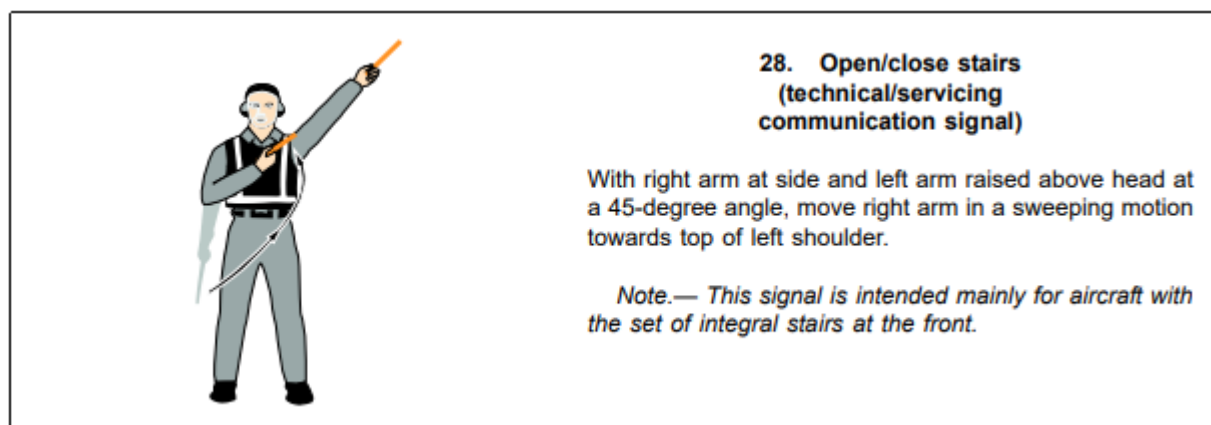 28. Open/close stairs
(technical/servicing
communication signal)
With right arm at side and left arm raised above head at
a 45-degree angle, move right arm in a sweeping motion
towards top of left shoulder.
Note.— This signal is intended mainly for aircraft with
the set of integral stairs at the front.